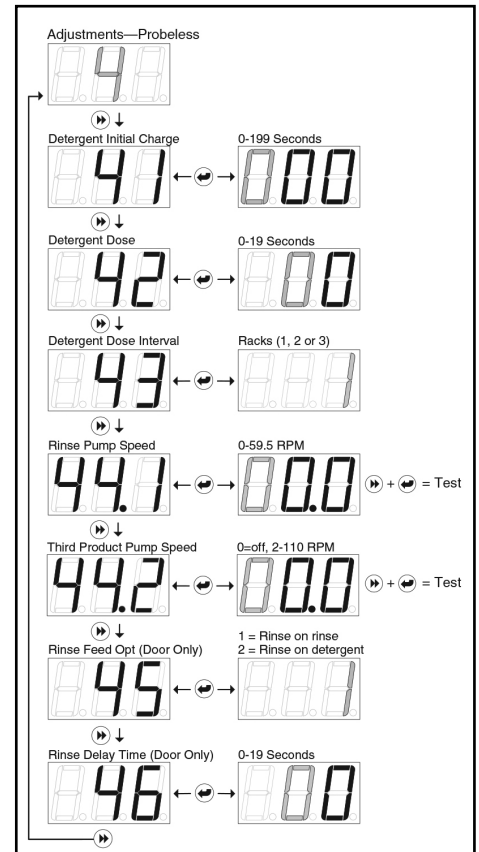 Adjustments—Probeless
4
Detergent Initial Charge
0-199 Seconds
41
000
Detergent Dose
0-19 Seconds
42
00
Detergent Dose Interval
Racks (1, 2 or 3)
43
1
Rinse Pump Speed
0-59.5 RPM
44.1
00.0
+ = Test
Third Product Pump Speed
0=off, 2-110 RPM
44.2
00.0
+ = Test
Rinse Feed Opt (Door Only)
1 = Rinse on rinse
2 = Rinse on detergent
45
1
Rinse Delay Time (Door Only)
0-19 Seconds
46
00